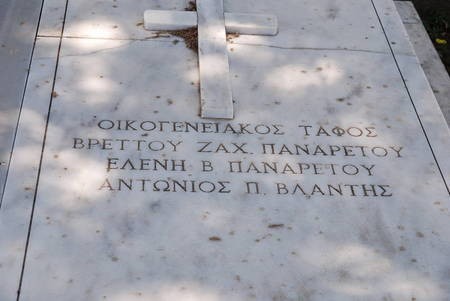 ΟΙΚΟΓΕΝΕΙΑΚΟΣ ΤΑΦΟΣ
ΒΡΕΤΤΟΥ ΖΑΧ. ΠΑΝΑΡΕΤΟΥ
ΕΛΕΝΗ Β ΠΑΝΑΡΕΤΟΥ
ΑΝΤΩΝΙΟΣ Π. ΒΛΑΝΤΗΣ